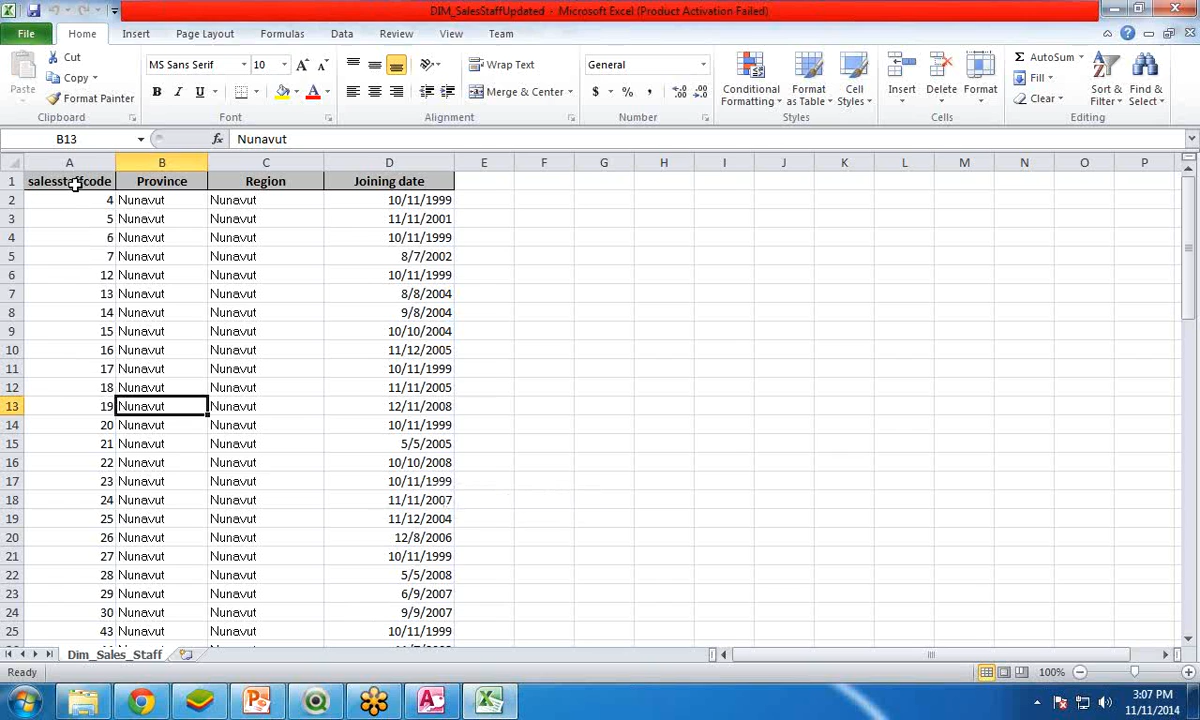 DIM_SalesStaffUpdated - Microsoft Excel (Product Activation Failed)
File Home Insert Page Layout Formulas Data Review View Team
Paste
Cut
Copy
Format Painter
Clipboard
MS Sans Serif 10
B I U
Font
Wrap Text
Merge & Center
Alignment
General
$ % ,
Number
Conditional Formatting
Format as Table
Cell Styles
Styles
Insert Delete Format
Cells
AutoSum
Fill
Clear
Sort & Filter
Find & Select
Editing
B13 fx Nunavut
A B C D E F G H I J K L M N O P
1 salesstaffcode Province Region Joining date
2 4 Nunavut Nunavut 10/11/1999
3 5 Nunavut Nunavut 11/11/2001
4 6 Nunavut Nunavut 10/11/1999
5 7 Nunavut Nunavut 8/7/2002
6 12 Nunavut Nunavut 10/11/1999
7 13 Nunavut Nunavut 8/8/2004
8 14 Nunavut Nunavut 9/8/2004
9 15 Nunavut Nunavut 10/10/2004
10 16 Nunavut Nunavut 11/12/2005
11 17 Nunavut Nunavut 10/11/1999
12 18 Nunavut Nunavut 11/11/2005
13 19 Nunavut Nunavut 12/11/2008
14 20 Nunavut Nunavut 10/11/1999
15 21 Nunavut Nunavut 5/5/2005
16 22 Nunavut Nunavut 10/10/2008
17 23 Nunavut Nunavut 10/11/1999
18 24 Nunavut Nunavut 11/11/2007
19 25 Nunavut Nunavut 11/12/2004
20 26 Nunavut Nunavut 12/8/2006
21 27 Nunavut Nunavut 10/11/1999
22 28 Nunavut Nunavut 5/5/2008
23 29 Nunavut Nunavut 6/9/2007
24 30 Nunavut Nunavut 9/9/2007
25 43 Nunavut Nunavut 10/11/1999
Dim_Sales_Staff
Ready 100%
3:07 PM
11/11/2014